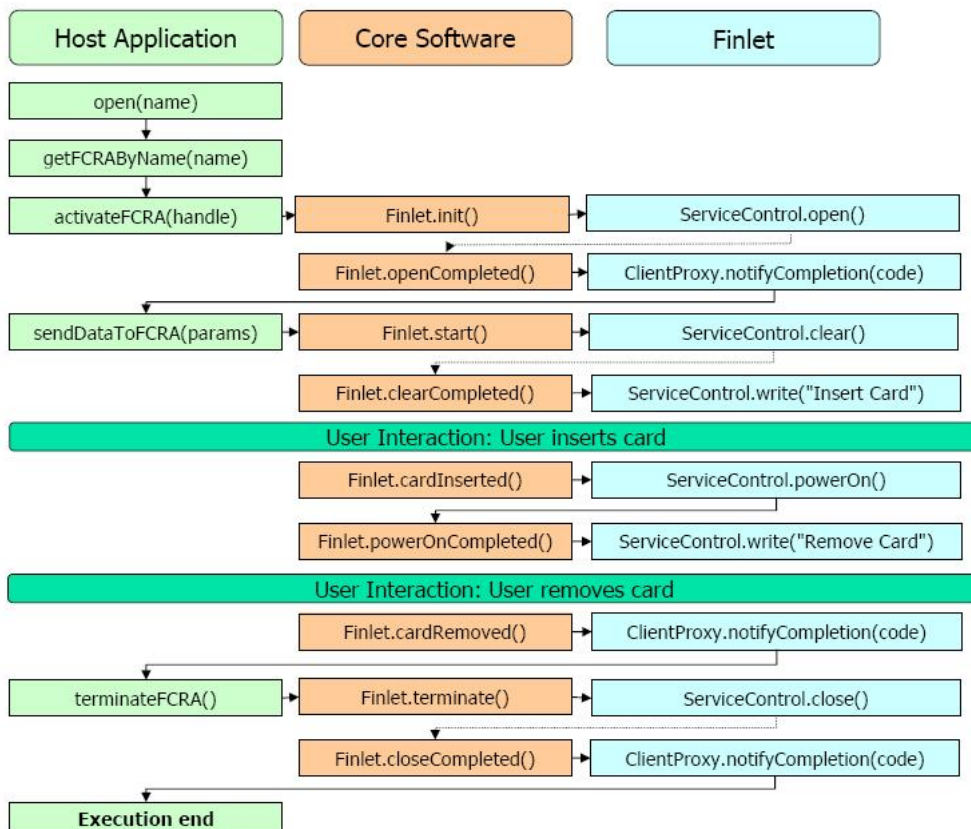 Host Application
Core Software
Finlet
open(name)
getFCRAByName(name)
activateFCRA(handle)
Finlet.init()
ServiceControl.open()
Finlet.openCompleted()
ClientProxy.notifyCompletion(code)
sendDataToFCRA(params)
Finlet.start()
ServiceControl.clear()
Finlet.clearCompleted()
ServiceControl.write("Insert Card")
User Interaction: User inserts card
Finlet.cardInserted()
ServiceControl.powerOn()
Finlet.powerOnCompleted()
ServiceControl.write("Remove Card")
User Interaction: User removes card
Finlet.cardRemoved()
ClientProxy.notifyCompletion(code)
terminateFCRA()
Finlet.terminate()
ServiceControl.close()
Finlet.closeCompleted()
ClientProxy.notifyCompletion(code)
Execution end